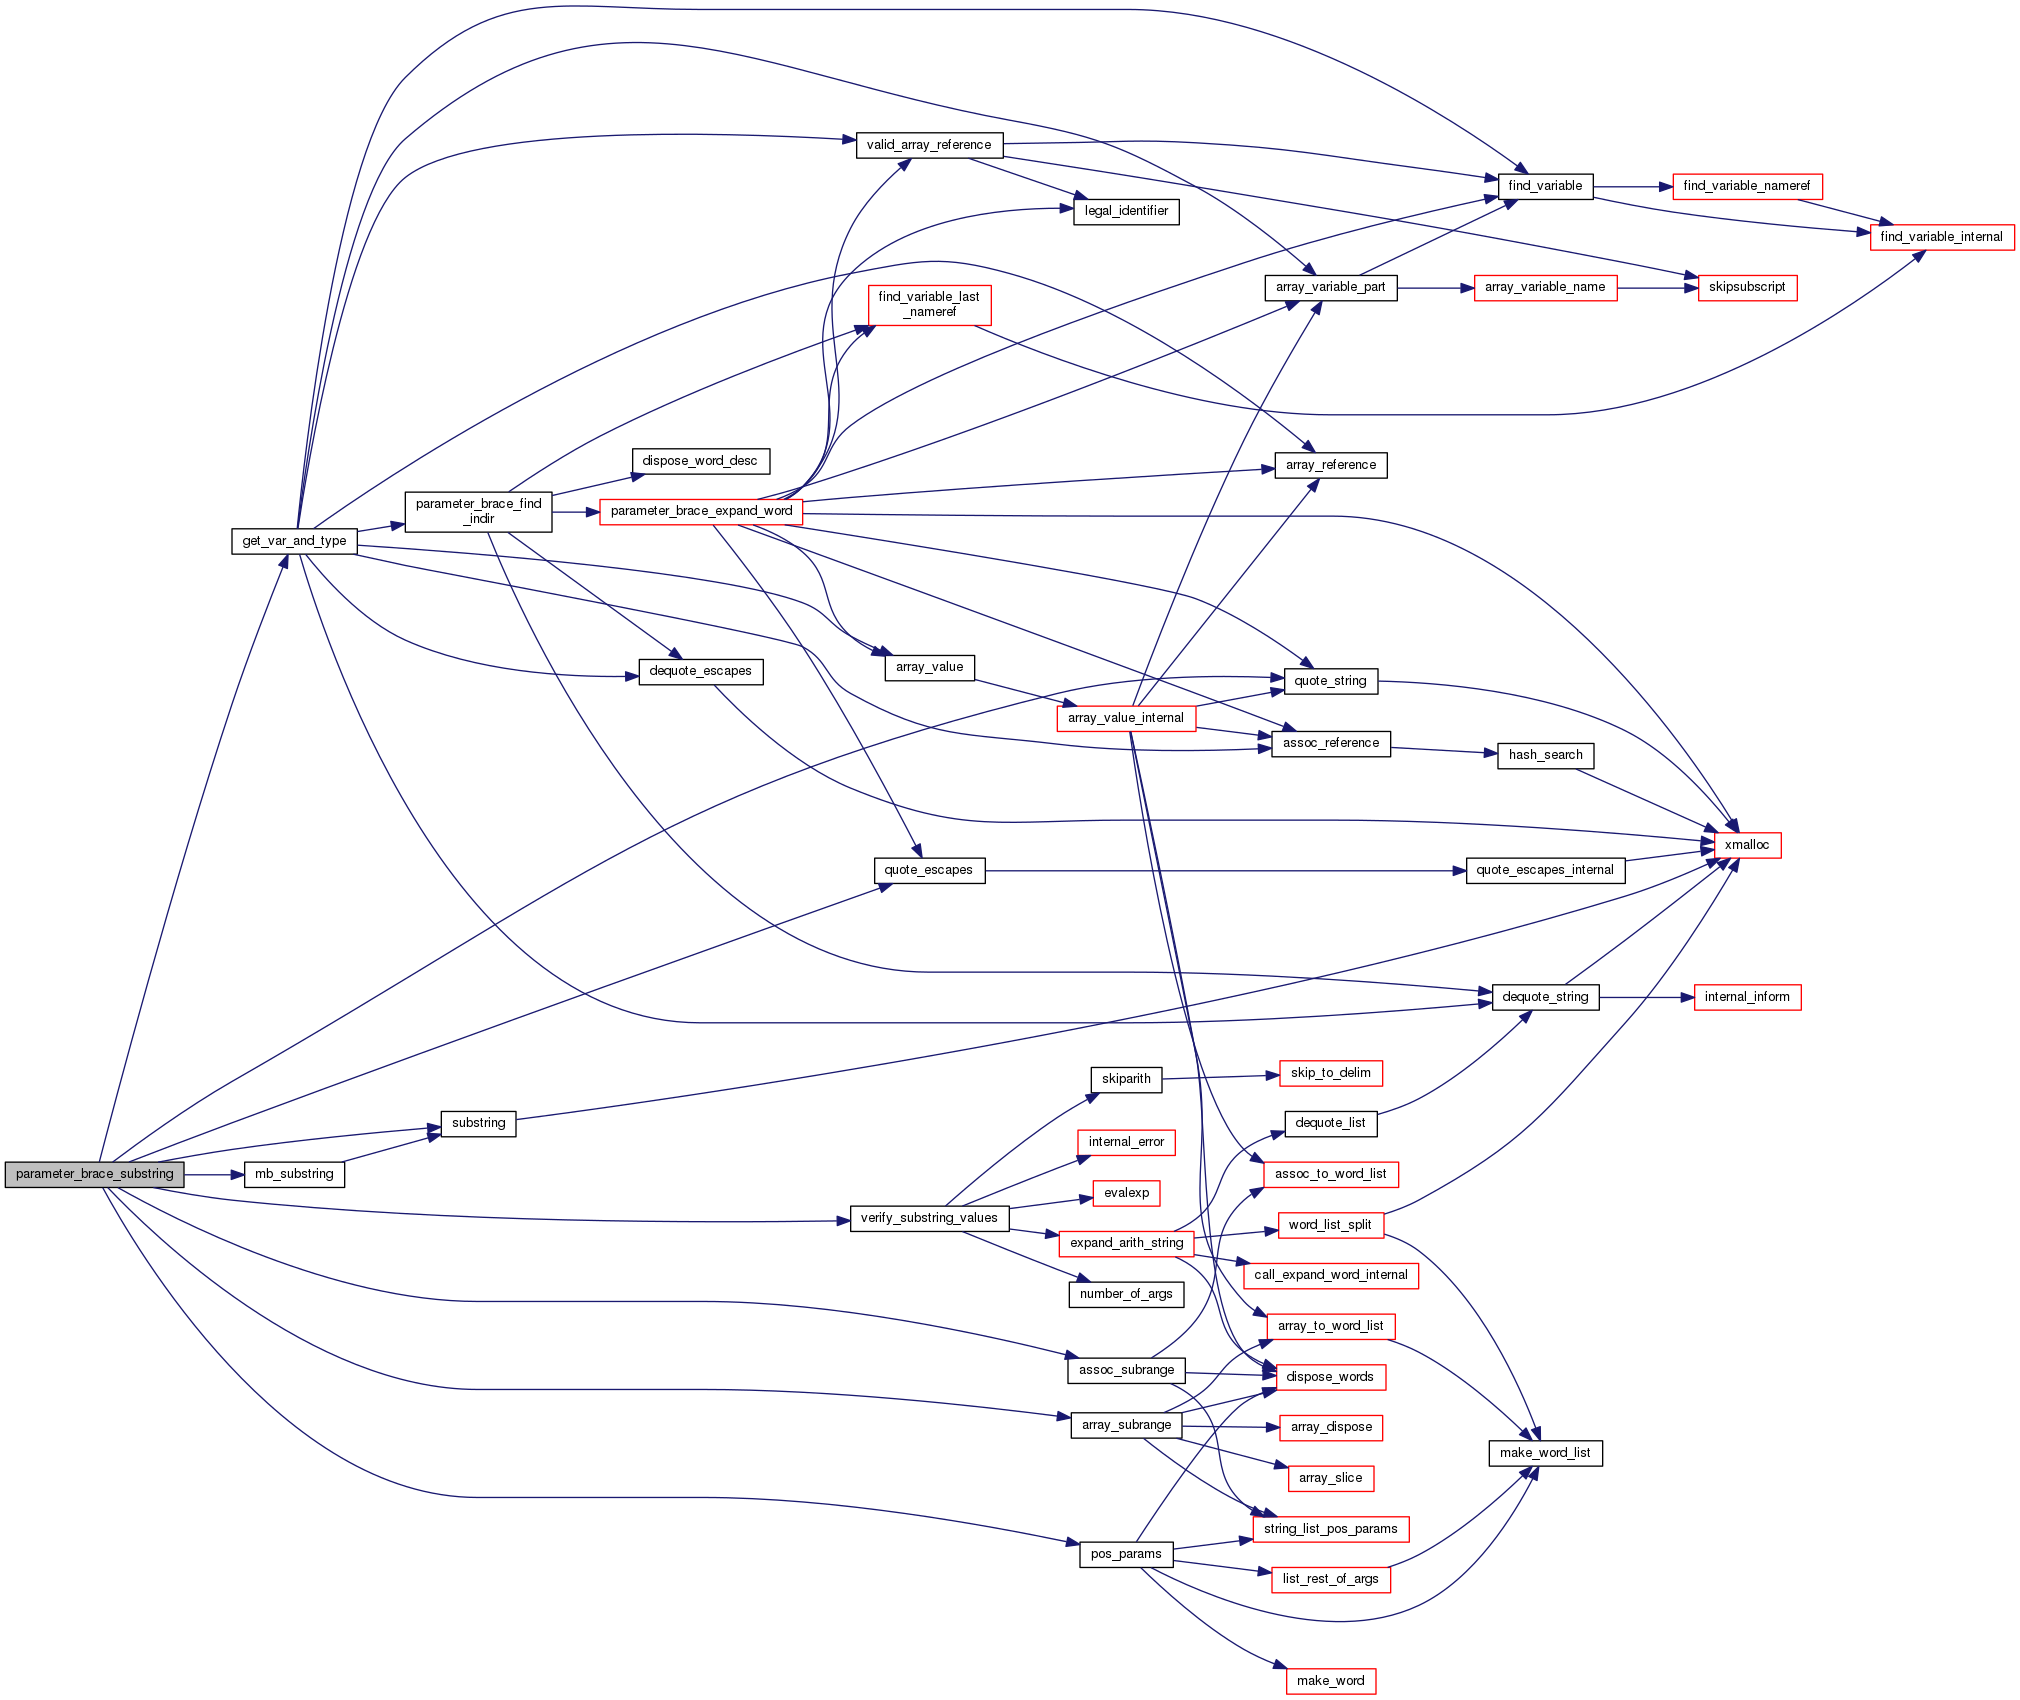 valid_array_reference
find_variable
find_variable_nameref
legal_identifier
find_variable_internal
array_variable_part
array_variable_name
skipsubscript
find_variable_last
_nameref
dispose_word_desc
array_reference
parameter_brace_find
_indir
parameter_brace_expand_word
get_var_and_type
dequote_escapes
array_value
quote_string
array_value_internal
assoc_reference
hash_search
xmalloc
quote_escapes
quote_escapes_internal
dequote_string
internal_inform
skiparith
skip_to_delim
substring
dequote_list
internal_error
parameter_brace_substring
mb_substring
assoc_to_word_list
evalexp
verify_substring_values
word_list_split
expand_arith_string
call_expand_word_internal
number_of_args
array_to_word_list
assoc_subrange
dispose_words
array_subrange
array_dispose
make_word_list
array_slice
string_list_pos_params
pos_params
list_rest_of_args
make_word